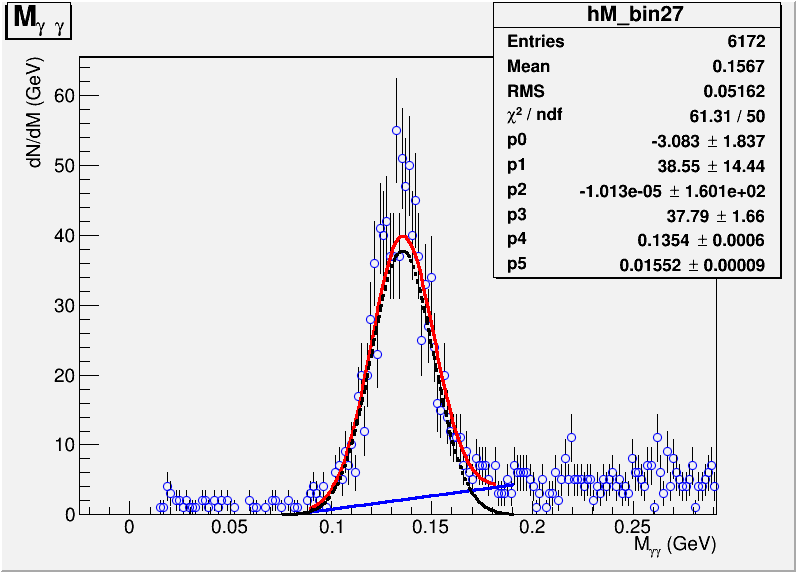 Mγ γ
hM_bin27
Entries 6172
Mean 0.1567
RMS 0.05162
χ² / ndf 61.31 / 50
p0 -3.083 ± 1.837
p1 38.55 ± 14.44
p2 -1.013e-05 ± 1.601e+02
p3 37.79 ± 1.66
p4 0.1354 ± 0.0006
p5 0.01552 ± 0.00009
dN/dM (GeV)
60
50
40
30
20
10
0
0 0.05 0.1 0.15 0.2 0.25
Mγγ (GeV)